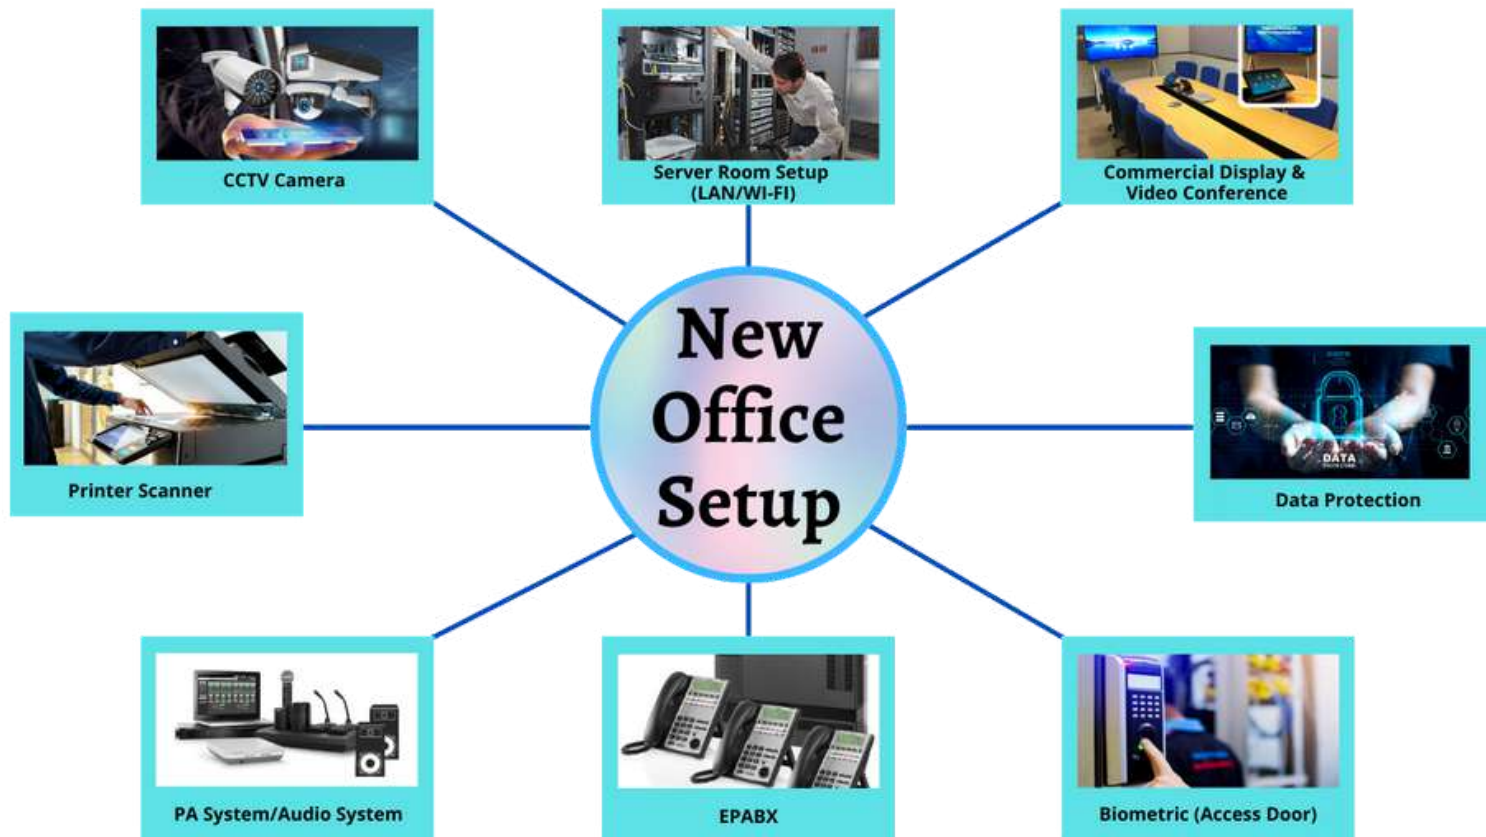 CCTV Camera
Server Room Setup
(LAN/WI-FI)
Commercial Display &
Video Conference
New
Office
Setup
Printer Scanner
DATA
Data Protection
PA System/Audio System
EPABX
Biometric (Access Door)